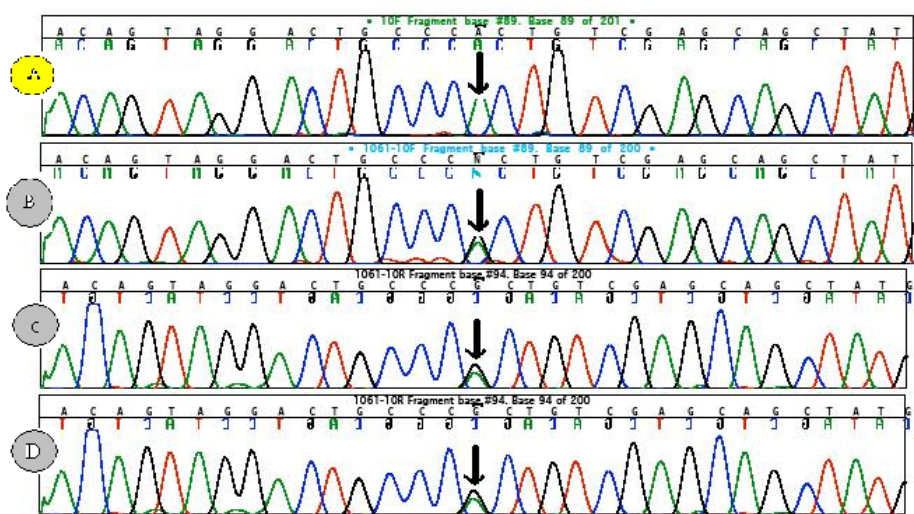 • 10F Fragment base #89. Base 89 of 201 •
A C A G T A G G A C T G C C C A C T G T C G A G C A G C T A T
A C A G T A G G A C T G C C C A C T G T C G A G C A G C T A T
A
• 1061-10F Fragment base #89. Base 89 of 200 •
A C A G T A G G A C T G C C C N C T G T C G A G C A G C T A T
B
1061-10R Fragment base #94. Base 94 of 200
A C A G T A G G A C T G C C C G C T G T C G A G C A G C T A T G
C
1061-10R Fragment base #94. Base 94 of 200
A C A G T A G G A C T G C C C G C T G T C G A G C A G C T A T G
D